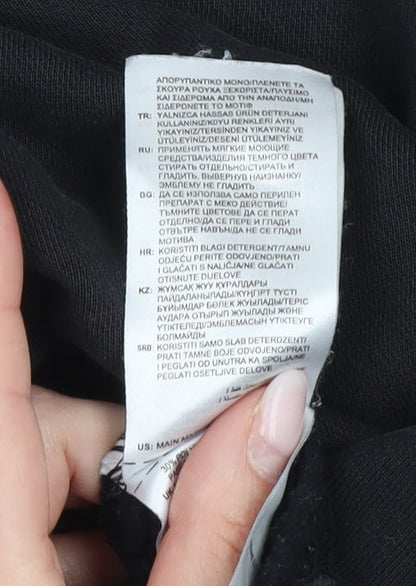 ΑΠΟΡΥΠΑΝΤΙΚΟ ΜΟΝΟ/ΠΛΕΝΕΤΕ ΤΑ
ΣΚΟΥΡΑ ΡΟΥΧΑ ΞΕΧΩΡΙΣΤΑ/ΠΛΥΣΙΜΟ
ΚΑΙ ΣΙΔΕΡΩΜΑ ΑΠΟ ΤΗΝ ΑΝΑΠΟΔΗ/ΜΗ
ΣΙΔΕΡΩΝΕΤΕ ΤΟ ΜΟΤΙΦ
TR: YALNIZCA HASSAS ÜRÜN DETERJANI
KULLANINIZ/KOYU RENKLERİ AYRI
YIKAYINIZ/TERSİNDEN YIKAYINIZ VE
ÜTÜLEYİNİZ/DESENİ ÜTÜLEMEYİNİZ
RU: ПРИМЕНЯТЬ МЯГКИЕ МОЮЩИЕ
СРЕДСТВА/ИЗДЕЛИЯ ТЕМНОГО ЦВЕТА
СТИРАТЬ ОТДЕЛЬНО/СТИРАТЬ И
ГЛАДИТЬ, ВЫВЕРНУВ НАИЗНАНКУ/
ЭМБЛЕМУ НЕ ГЛАДИТЬ
BG: ДА СЕ ИЗПОЛЗВА САМО ПЕРИЛЕН
ПРЕПАРАТ С МЕКО ДЕЙСТВИЕ/
ТЪМНИТЕ ЦВЕТОВЕ ДА СЕ ПЕРАТ
ОТДЕЛНО/ДА СЕ ПЕРЕ И ГЛАДИ
ОТВЪТРЕ НАВЪН/ДА НЕ СЕ ГЛАДИ
МОТИВА
HR: KORISTITI BLAGI DETERGENT/TAMNU
ODJEĆU PERITE ODVOJENO/PRATI
I GLAČATI S NALIČJA/NE GLAČATI
OTISNUTE DIJELOVE
KZ: ЖҰМСАҚ ЖУУ ҚҰРАЛДАРЫ
ПАЙДАЛАНЫЛАДЫ/КҮҢГІРТ ТҮСТІ
БҰЙЫМДАР БӨЛЕК ЖУЫЛАДЫ/ТЕРІС
АУДАРА ОТЫРЫП ЖУЫЛАДЫ ЖӘНЕ
ҮТІКТЕЛЕДІ/ЭМБЛЕМАСЫН ҮТІКТЕУГЕ
БОЛМАЙДЫ
SRB: KORISTITI SAMO SLAB DETERDZENT/
PRATI TAMNE BOJE ODVOJENO/PRATI
I PEGLATI OD UNUTRA KA SPOLJA/NE
PEGLATI OSETLJIVE DELOVE
US: MAIN
30%